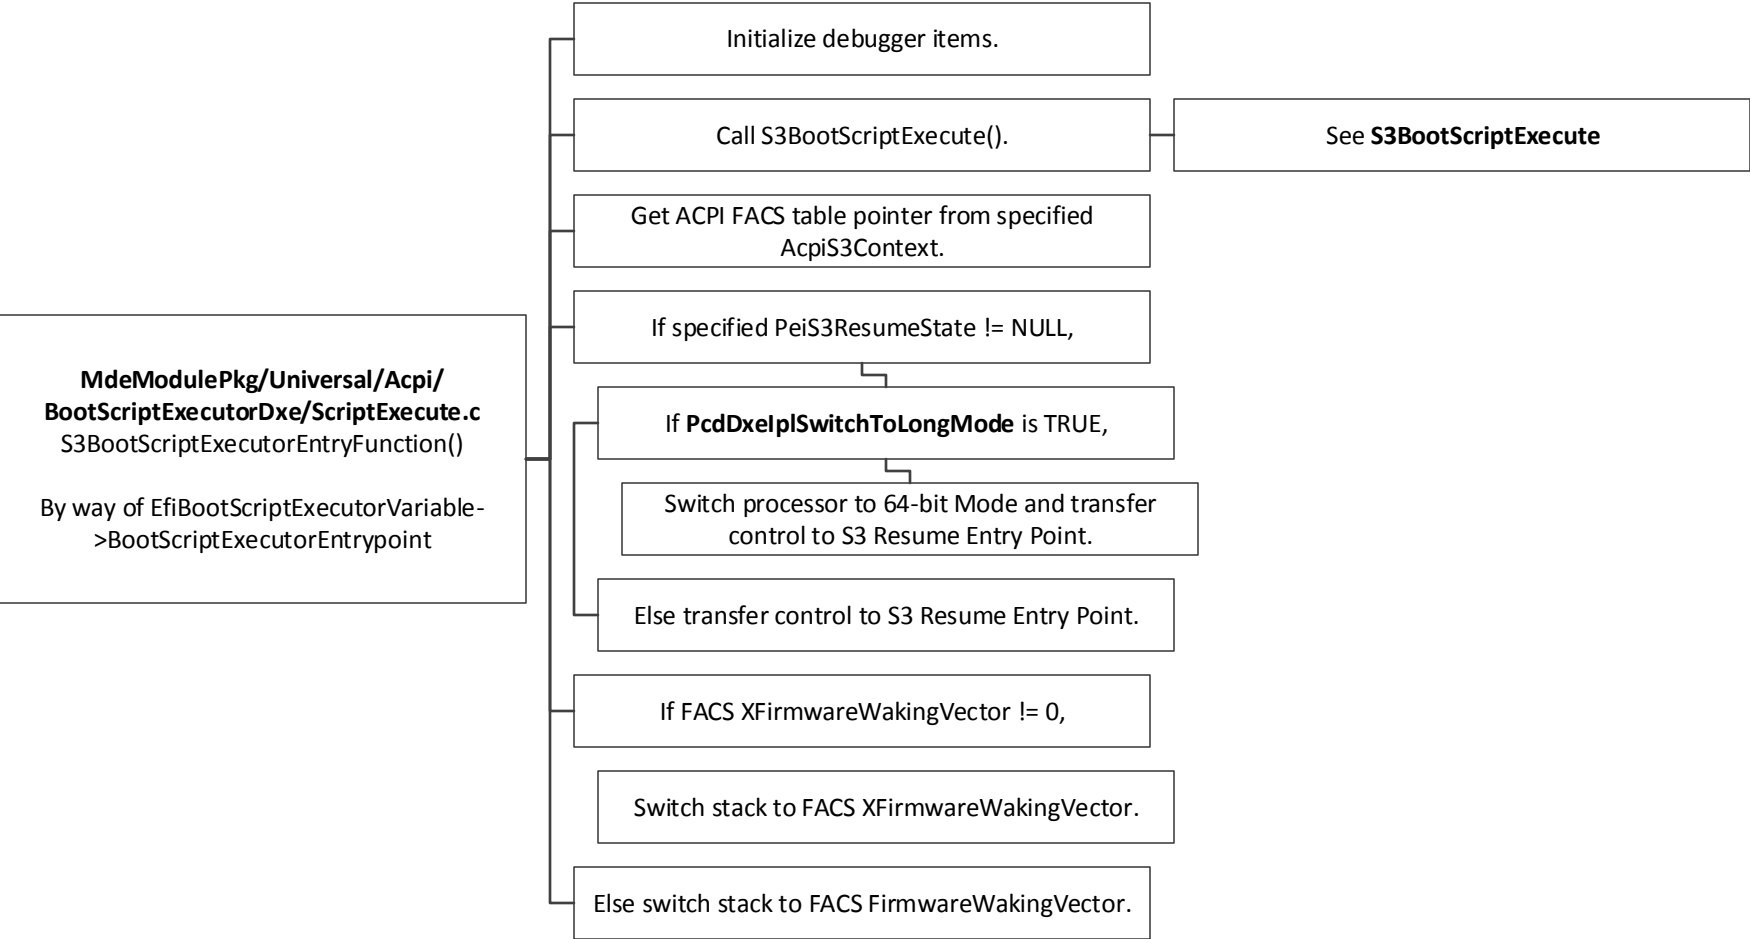 Initialize debugger items.
Call S3BootScriptExecute().
See S3BootScriptExecute
Get ACPI FACS table pointer from specified
AcpiS3Context.
If specified PeiS3ResumeState != NULL,
MdeModulePkg/Universal/Acpi/
BootScriptExecutorDxe/ScriptExecute.c
S3BootScriptExecutorEntryFunction()
By way of EfiBootScriptExecutorVariable-
>BootScriptExecutorEntrypoint
If PcdDxeIplSwitchToLongMode is TRUE,
Switch processor to 64-bit Mode and transfer
control to S3 Resume Entry Point.
Else transfer control to S3 Resume Entry Point.
If FACS XFirmwareWakingVector != 0,
Switch stack to FACS XFirmwareWakingVector.
Else switch stack to FACS FirmwareWakingVector.